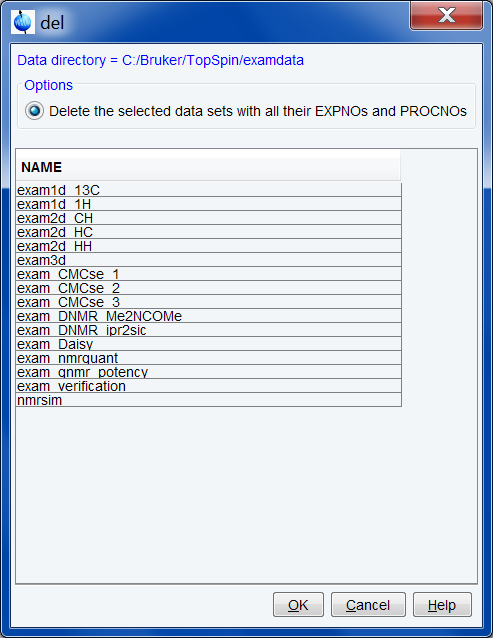 del
Data directory = C:/Bruker/TopSpin/examdata
Options
Delete the selected data sets with all their EXPNOs and PROCNOs
NAME
exam1d_13C
exam1d_1H
exam2d_CH
exam2d_HC
exam2d_HH
exam3d
exam_CMCse_1
exam_CMCse_2
exam_CMCse_3
exam_DNMR_Me2NCOMe
exam_DNMR_ipr2sic
exam_Daisy
exam_nmrquant
exam_qnmr_potency
exam_verification
nmrsim
OK Cancel Help